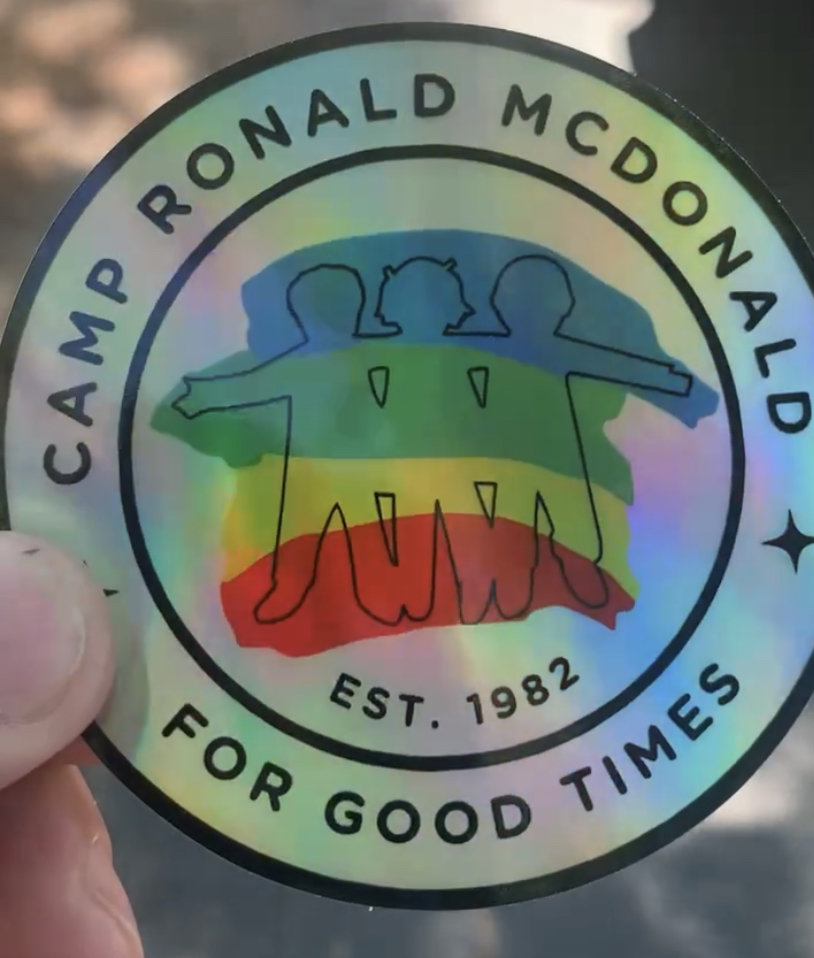 CAMP RONALD MCDONALD
EST. 1982
FOR GOOD TIMES